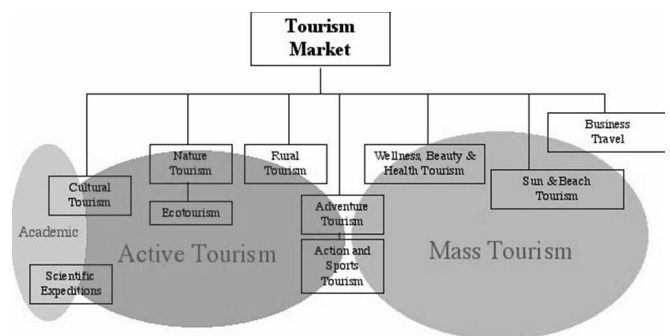 Tourism
Market
Business
Travel
Nature
Tourism
Rural
Tourism
Wellness, Beauty &
Health Tourism
Cultural
Tourism
Sun & Beach
Tourism
Ecotourism
Adventure
Tourism
Academic
Active Tourism
Mass Tourism
Action and
Sports
Tourism
Scientific
Expeditions